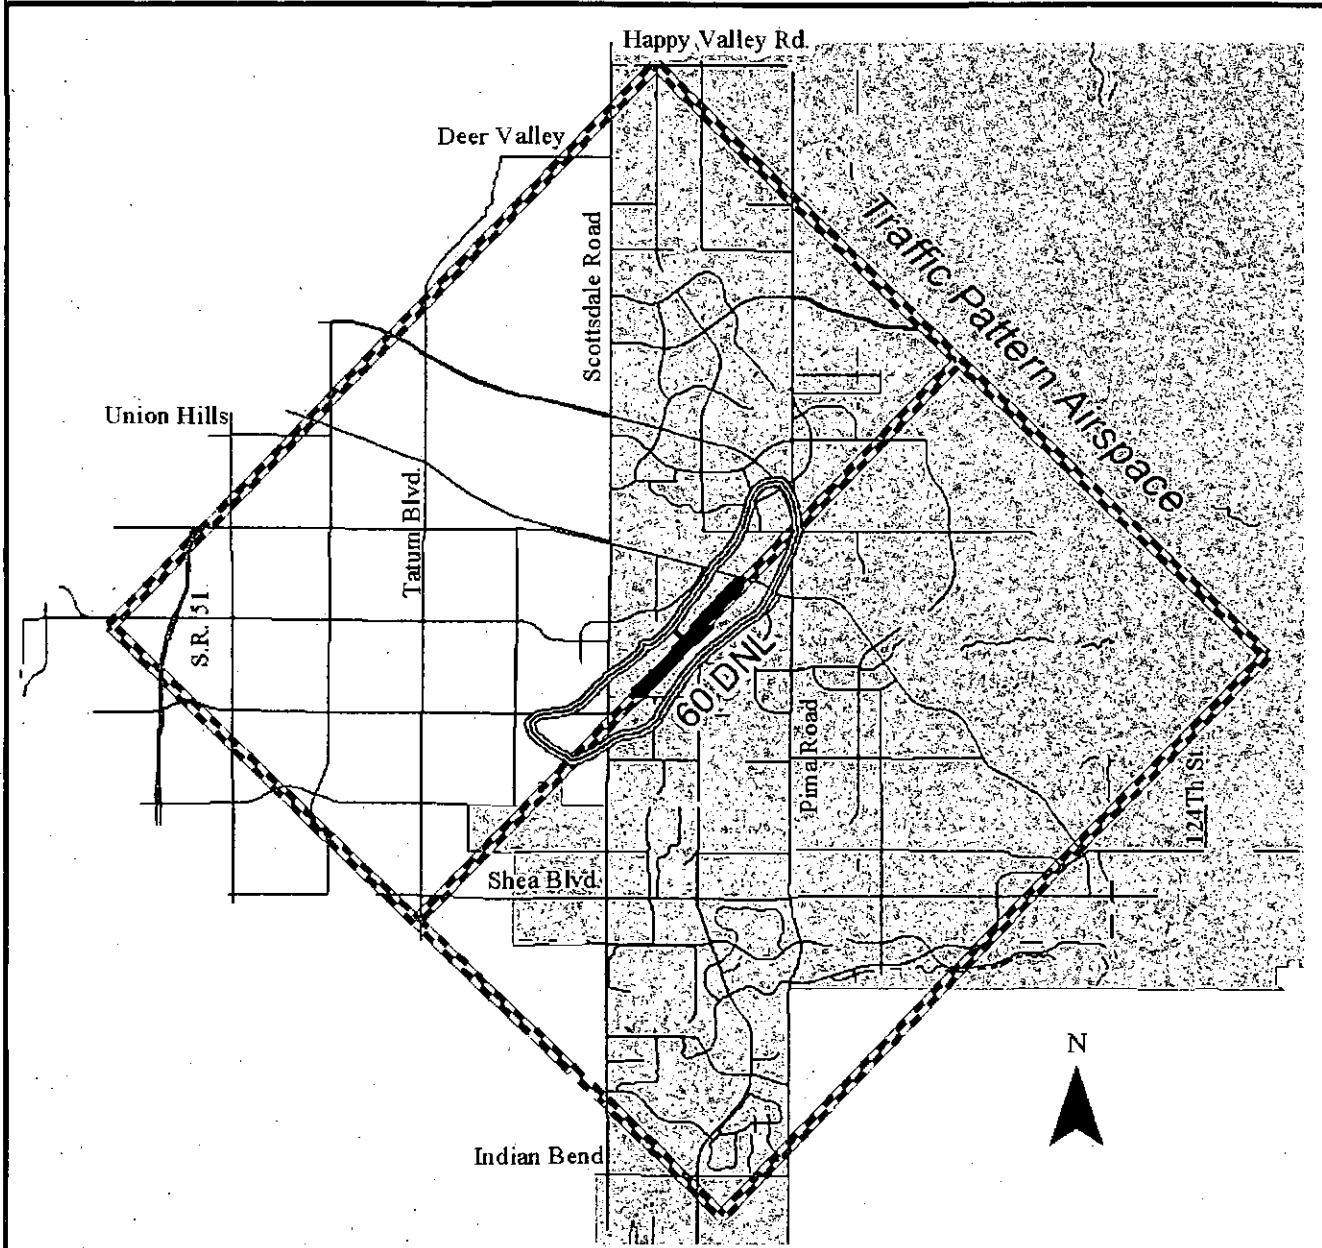 Happy Valley Rd.
Deer Valley
Scottsdale Road
Traffic Pattern Airspace
Union Hills
Tatum Blvd.
S.R. 51
60 DNL
Pima Road
124Th St
Shea Blvd.
N
Indian Bend